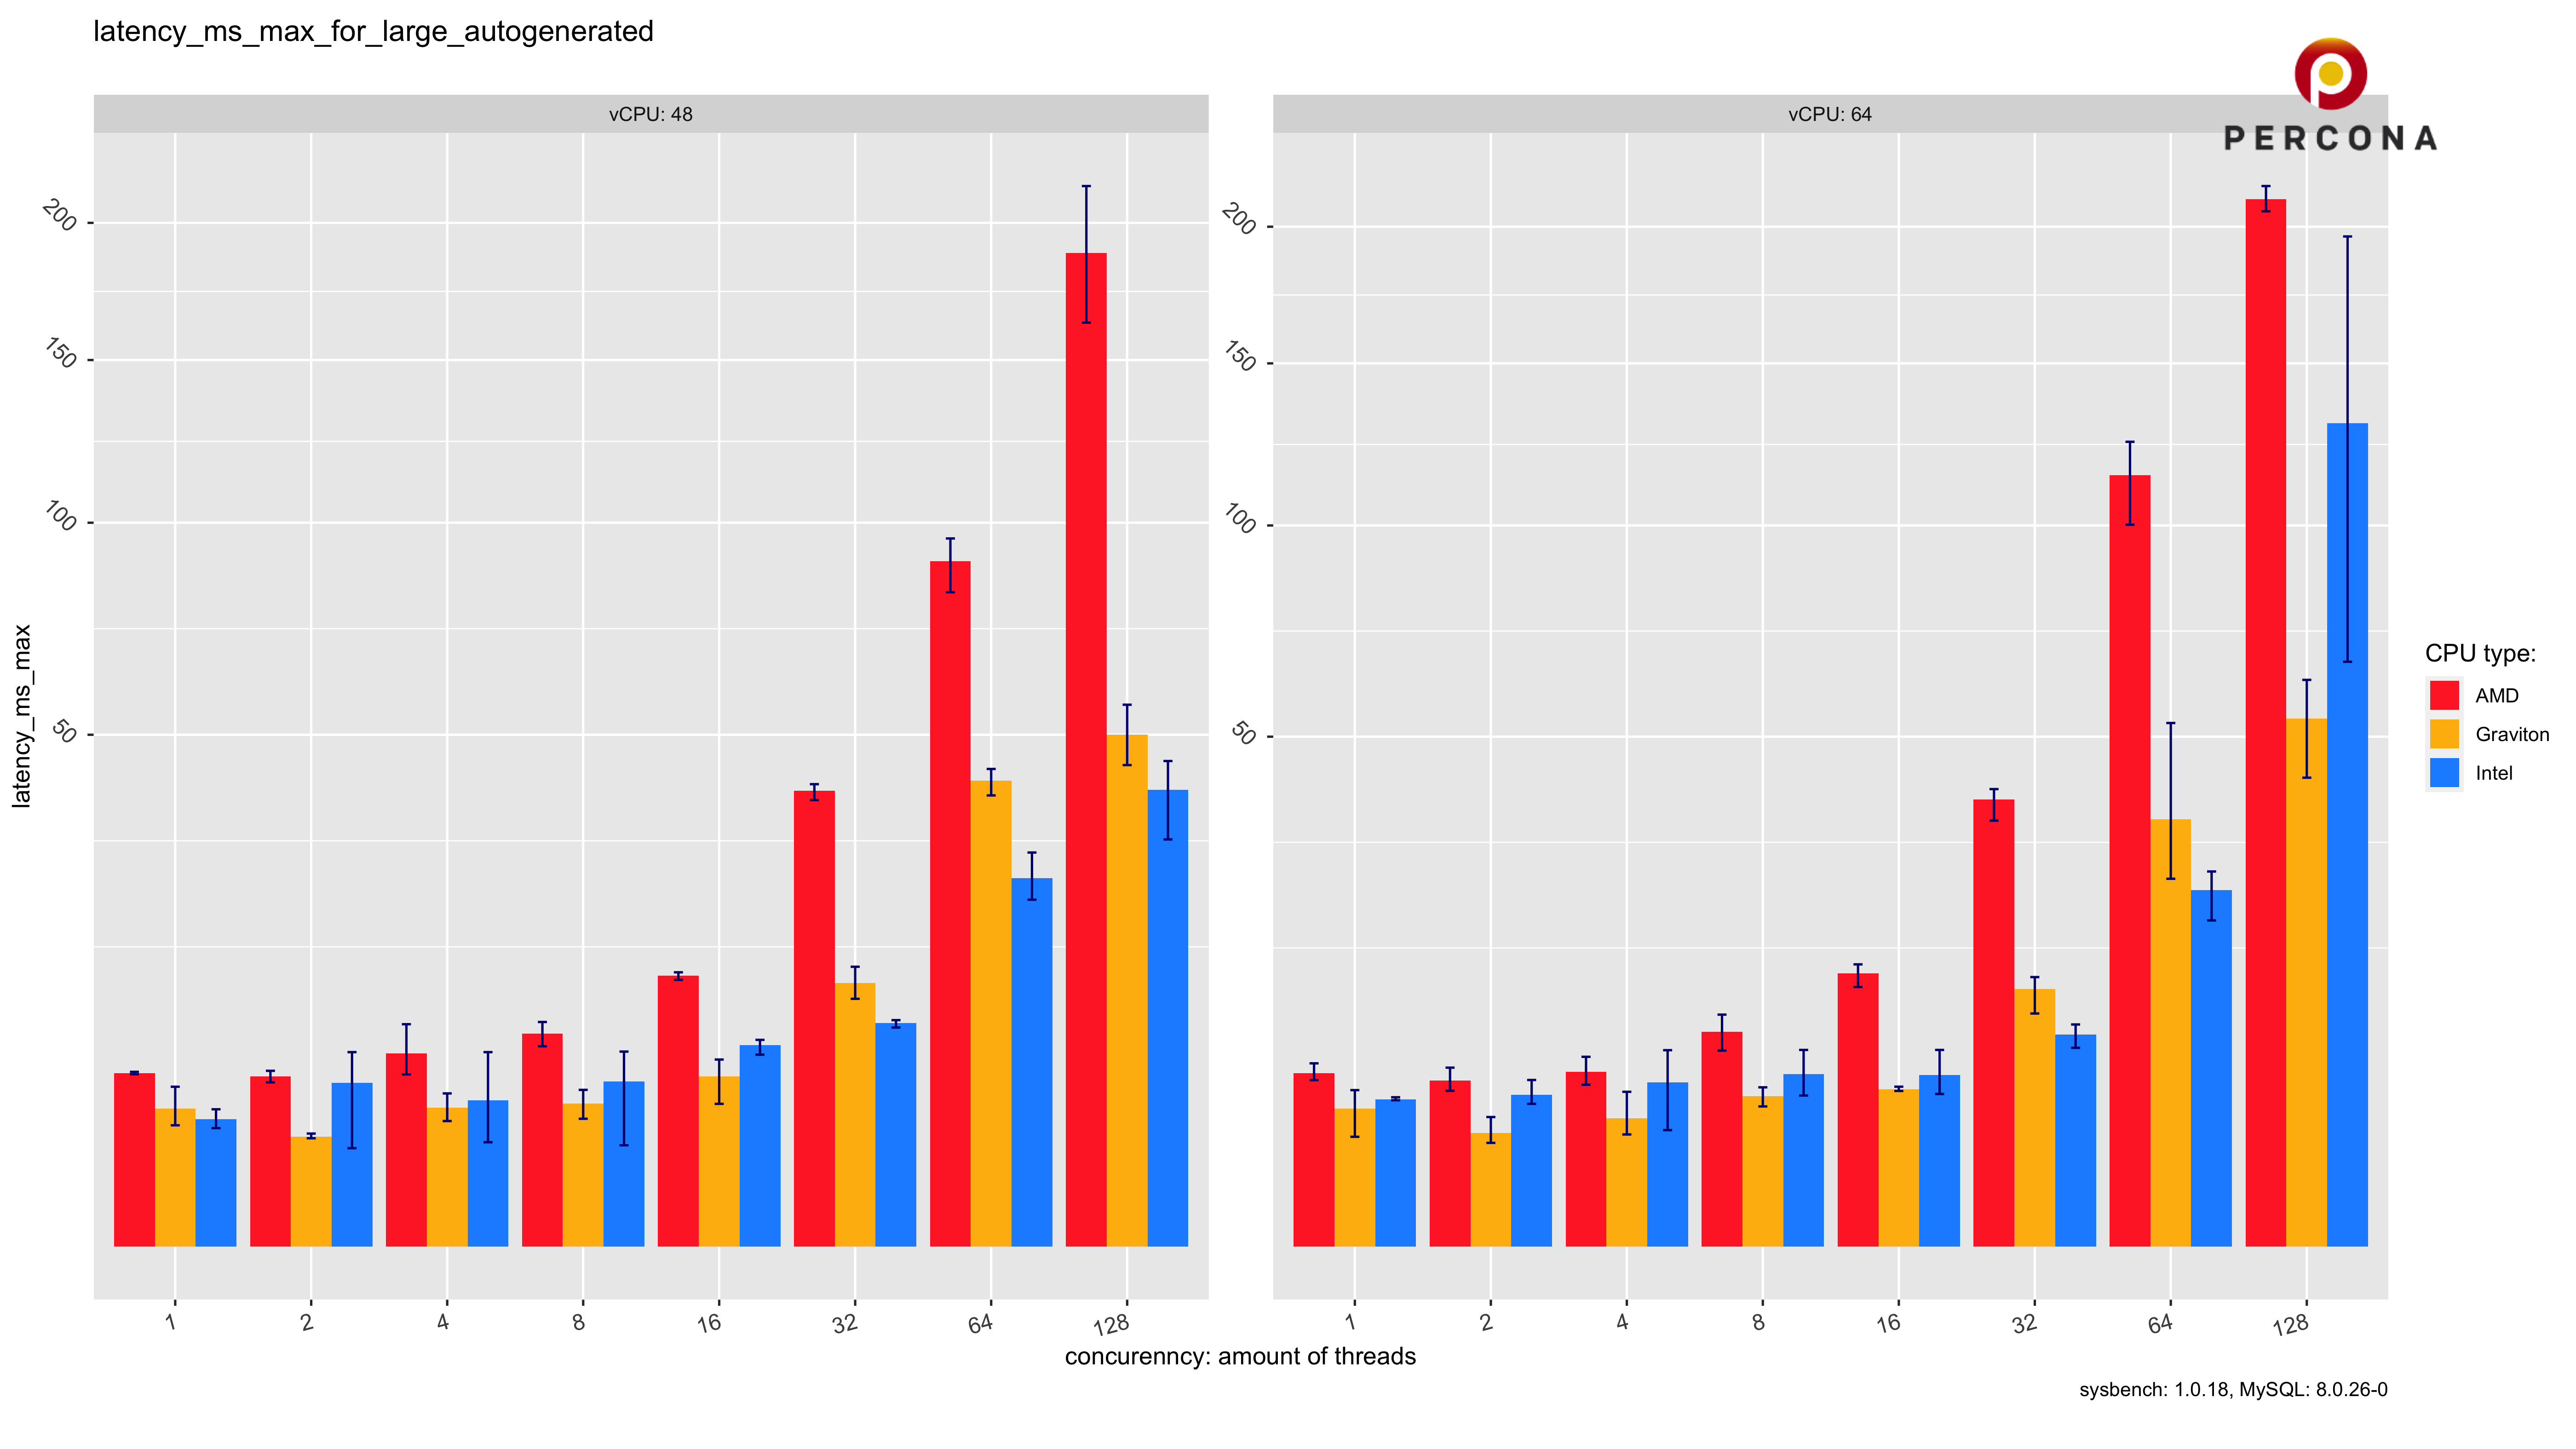 latency_ms_max_for_large_autogenerated
PERCONA
vCPU: 48
vCPU: 64
latency_ms_max
200
150
100
50
200
150
100
50
1 2 4 8 16 32 64 128
1 2 4 8 16 32 64 128
concurenncy: amount of threads
CPU type:
AMD
Graviton
Intel
sysbench: 1.0.18, MySQL: 8.0.26-0